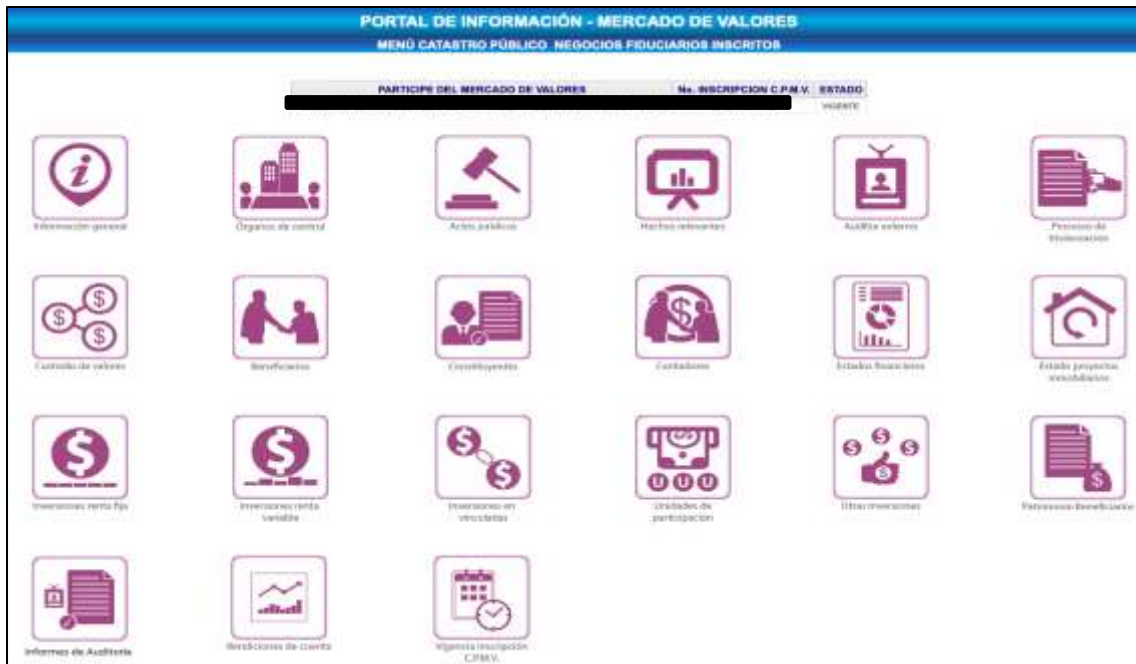 PORTAL DE INFORMACIÓN - MERCADO DE VALORES
MENÚ CATASTRO PÚBLICO NEGOCIOS FIDUCIARIOS INSCRITOS
PARTICIPE DEL MERCADO DE VALORES No. INSCRIPCION C.P.M.V. ESTADO
VIGENTE
Información general Órganos de control Actos jurídicos Hechos relevantes Auditor externo Proceso de
titularización
Custodio de valores Beneficiarios Constituyentes Contadores Estados financieros Estado proyectos
inmobiliarios
Inversiones renta fija Inversiones renta Inversiones en Unidades de Otras inversiones Patrimonio Beneficiarios
variable vinculadas participación
Informes de Auditoría Rendiciones de cuenta Vigencia inscripción
C.P.M.V.